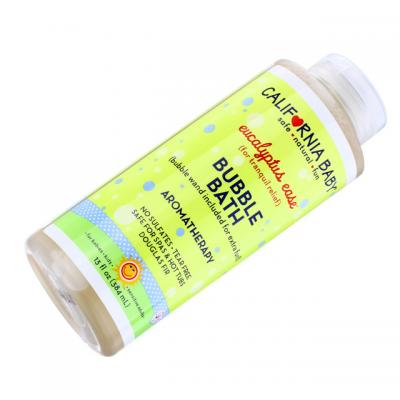 CALIFORNIA BABY
safe • natural • fun
eucalyptus ease
(for tranquil relief)
BUBBLE
BATH
(bubble wand included for extra fun)
AROMATHERAPY
NO SULFATES • TEAR FREE
SAFE FOR SPAS & HOT TUBS
DOUGLAS FIR
13 fl oz (384 mL)